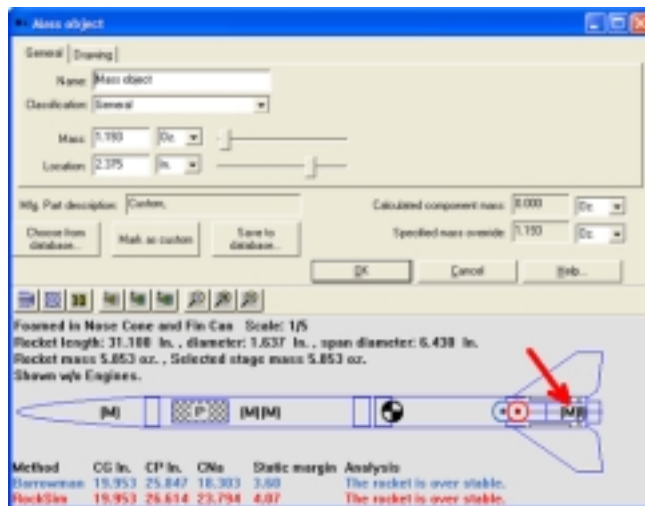 Mass object
General Drawing
Name: Mass object
Classification: General
Mass: 1.193 Oz.
Location: 2.375 In.
Mfg. Part description: Custom,
Calculated component mass: 0.000 Oz.
Choose from database... Mark as custom Save to database...
Specified mass override: 1.193 Oz.
OK Cancel Help...
Foamed in Nose Cone and Fin Can Scale: 1/5
Rocket length: 31.188 In. , diameter: 1.637 In. , span diameter: 6.438 In.
Rocket mass 5.053 oz. , Selected stage mass 5.053 oz.
Shown w/o Engines.
(M) P (M)(M) (M)
Method CG In. CP In. CNa Static margin Analysis
Barrowman 19.953 25.847 18.303 3.60 The rocket is over stable.
RockSim 19.953 26.614 23.794 4.07 The rocket is over stable.